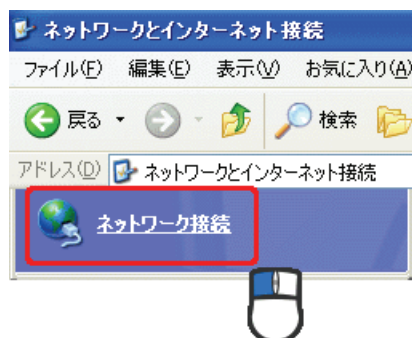 ネットワークとインターネット接続
ファイル(F) 編集(E) 表示(V) お気に入り(A)
戻る 検索
アドレス(D) ネットワークとインターネット接続
ネットワーク接続